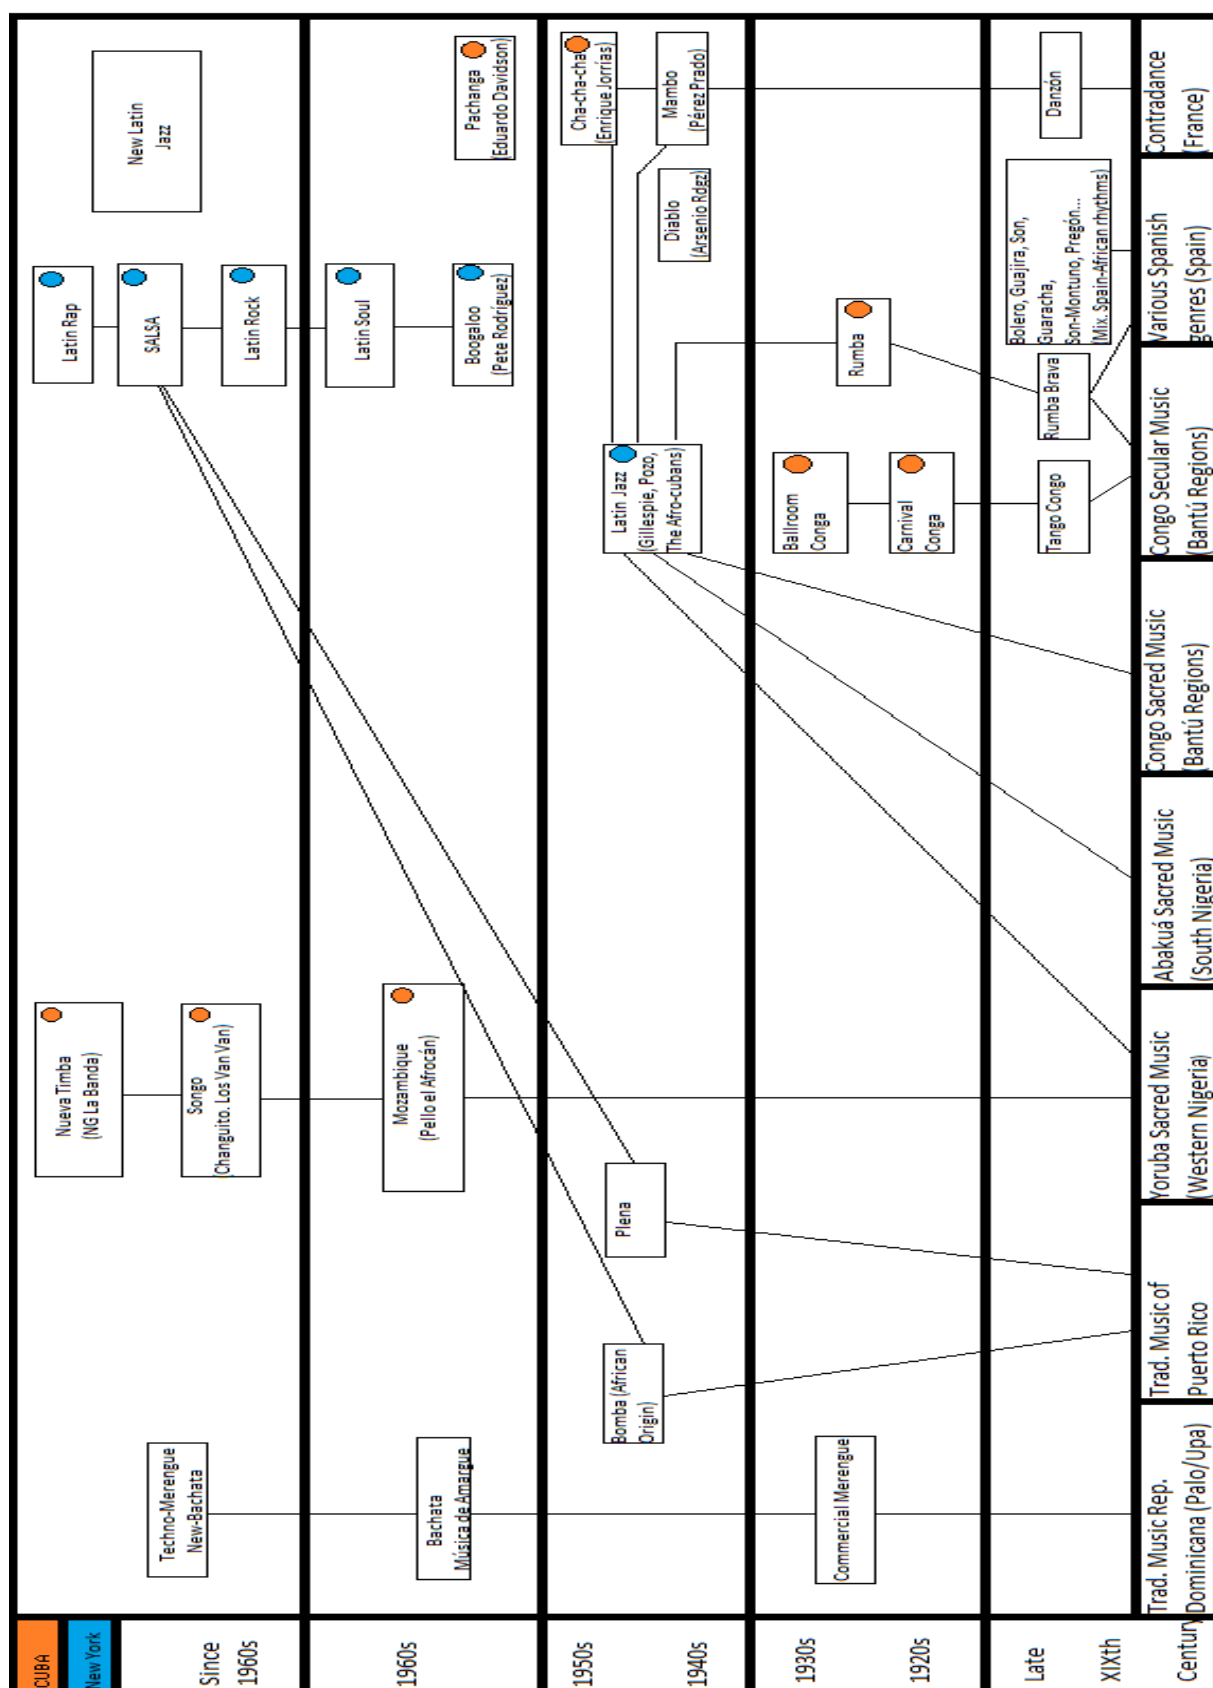 CUBA
New York
Since
1960s
1960s
1950s
1940s
1930s
1920s
Late
XIXth
Century
Techno-Merengue
New-Bachata
Bachata
Música de Amargue
Commercial Merengue
Trad. Music Rep.
Dominicana (Palo/Upa)
Bomba (African
Origin)
Plena
Trad. Music of
Puerto Rico
Nueva Timba
(NG La Banda)
Songo
(Changuito. Los Van Van)
Mozambique
(Pello el Afrocán)
Yoruba Sacred Music
(Western Nigeria)
Abakuá Sacred Music
(South Nigeria)
Congo Sacred Music
(Bantú Regions)
Latin Jazz
(Gillespie, Pozo,
The Afro-cubans)
Ballroom
Conga
Carnival
Conga
Tango Congo
Congo Secular Music
(Bantú Regions)
Latin Rap
SALSA
Latin Rock
Latin Soul
Boogaloo
(Pete Rodríguez)
Rumba
Rumba Brava
Bolero, Guajira, Son,
Guaracha,
Son-Montuno, Pregón...
(Mix. Spain-African rhythms)
Various Spanish
genres (Spain)
New Latin
Jazz
Pachanga
(Eduardo Davidson)
Cha-cha-cha
(Enrique Jorrías)
Mambo
(Pérez Prado)
Diablo
(Arsenio Rdgz)
Danzón
Contradance
(France)